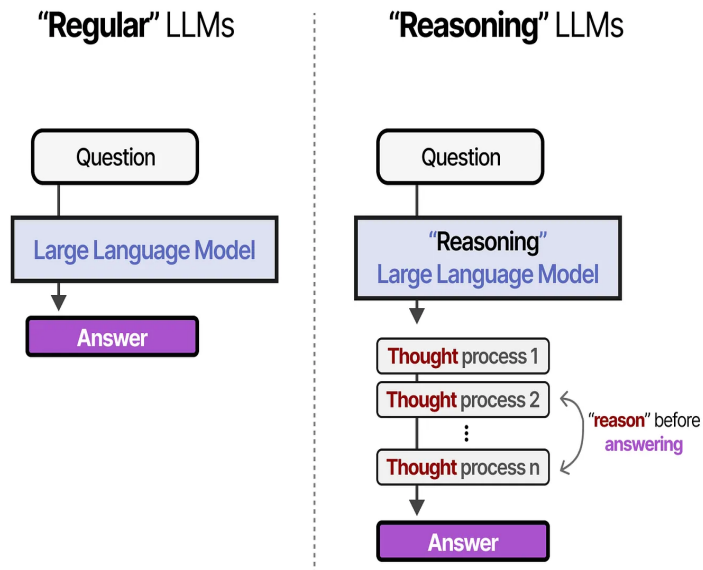 “Regular” LLMs
Question
Large Language Model
Answer
“Reasoning” LLMs
Question
“Reasoning”
Large Language Model
Thought process 1
Thought process 2
⋮
Thought process n
“reason” before
answering
Answer